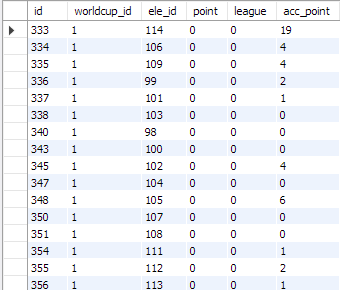 id worldcup_id ele_id point league acc_point
333 1 114 0 0 19
334 1 106 0 0 4
335 1 109 0 0 4
336 1 99 0 0 2
337 1 101 0 0 1
338 1 103 0 0 0
340 1 98 0 0 0
343 1 100 0 0 0
345 1 102 0 0 4
347 1 104 0 0 0
348 1 105 0 0 6
350 1 107 0 0 0
351 1 108 0 0 0
354 1 111 0 0 1
355 1 112 0 0 2
356 1 113 0 0 1